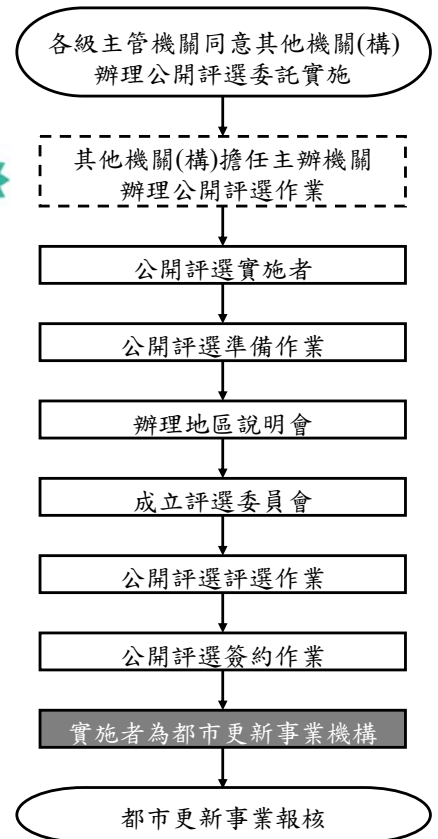 各級主管機關同意其他機關(構)
辦理公開評選委託實施
其他機關(構)擔任主辦機關
辦理公開評選作業
公開評選實施者
公開評選準備作業
辦理地區說明會
成立評選委員會
公開評選評選作業
公開評選簽約作業
實施者為都市更新事業機構
都市更新事業報核